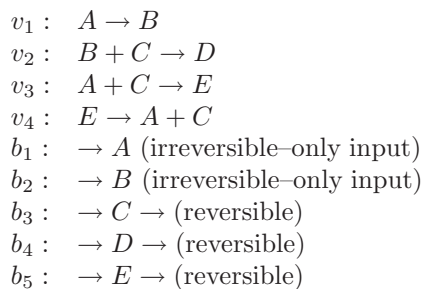 v₁ : A → B
v₂ : B + C → D
v₃ : A + C → E
v₄ : E → A + C
b₁ : → A (irreversible–only input)
b₂ : → B (irreversible–only input)
b₃ : → C → (reversible)
b₄ : → D → (reversible)
b₅ : → E → (reversible)